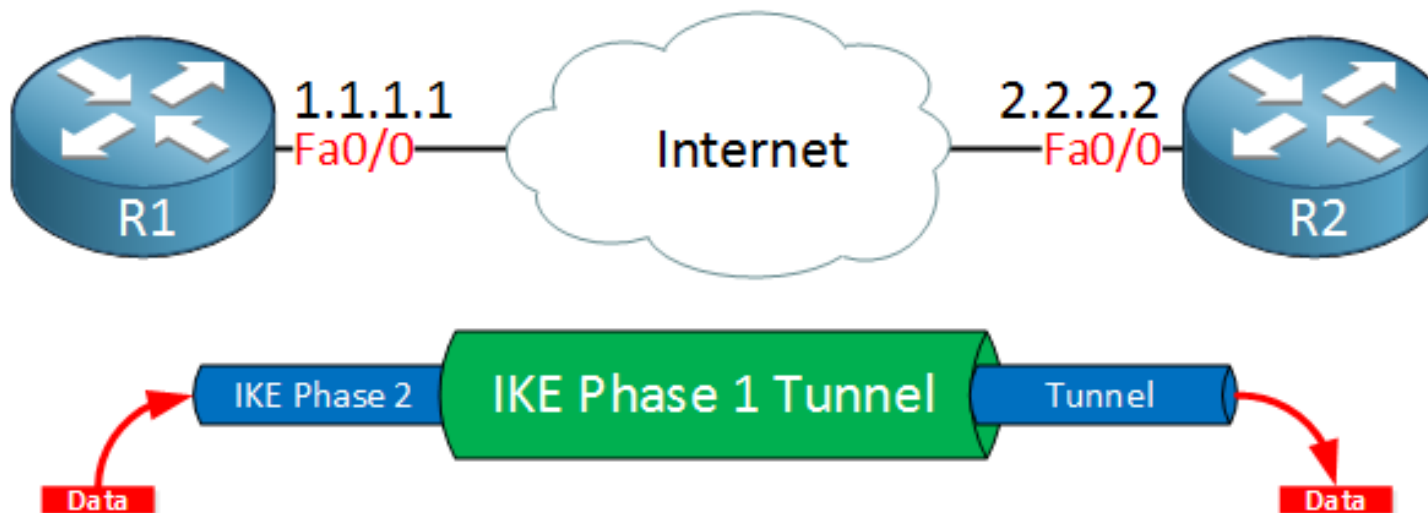 1.1.1.1
2.2.2.2
Fa0/0
Internet
Fa0/0
R1
R2
IKE Phase 2
IKE Phase 1 Tunnel
Tunnel
Data
Data